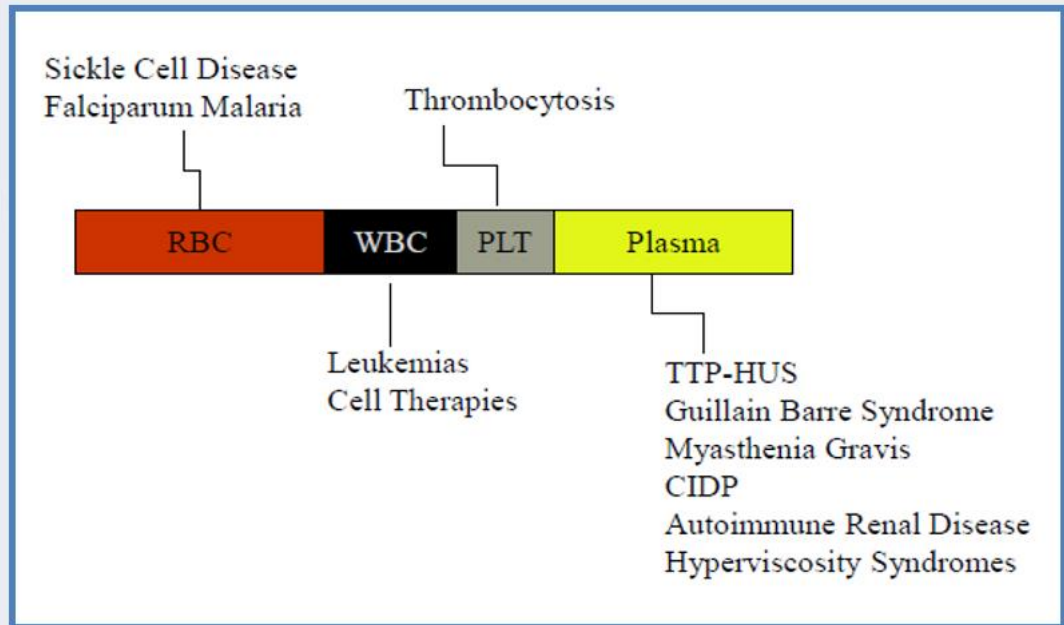 Sickle Cell Disease
Falciparum Malaria
Thrombocytosis
RBC
WBC
PLT
Plasma
Leukemias
Cell Therapies
TTP-HUS
Guillain Barre Syndrome
Myasthenia Gravis
CIDP
Autoimmune Renal Disease
Hyperviscosity Syndromes